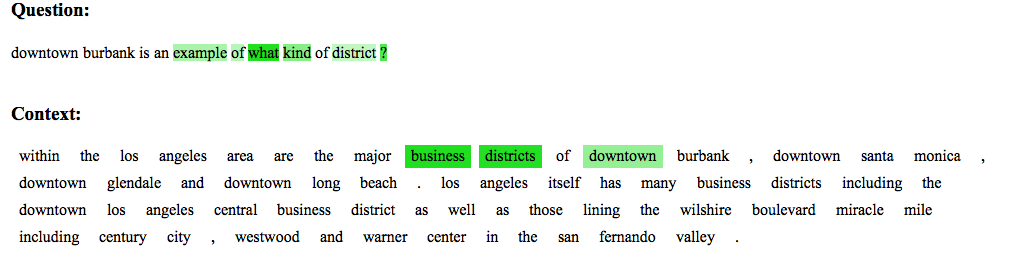 Question:
downtown burbank is an example of what kind of district ?
Context:
within the los angeles area are the major business districts of downtown burbank , downtown santa monica ,
downtown glendale and downtown long beach . los angeles itself has many business districts including the
downtown los angeles central business district as well as those lining the wilshire boulevard miracle mile
including century city , westwood and warner center in the san fernando valley .